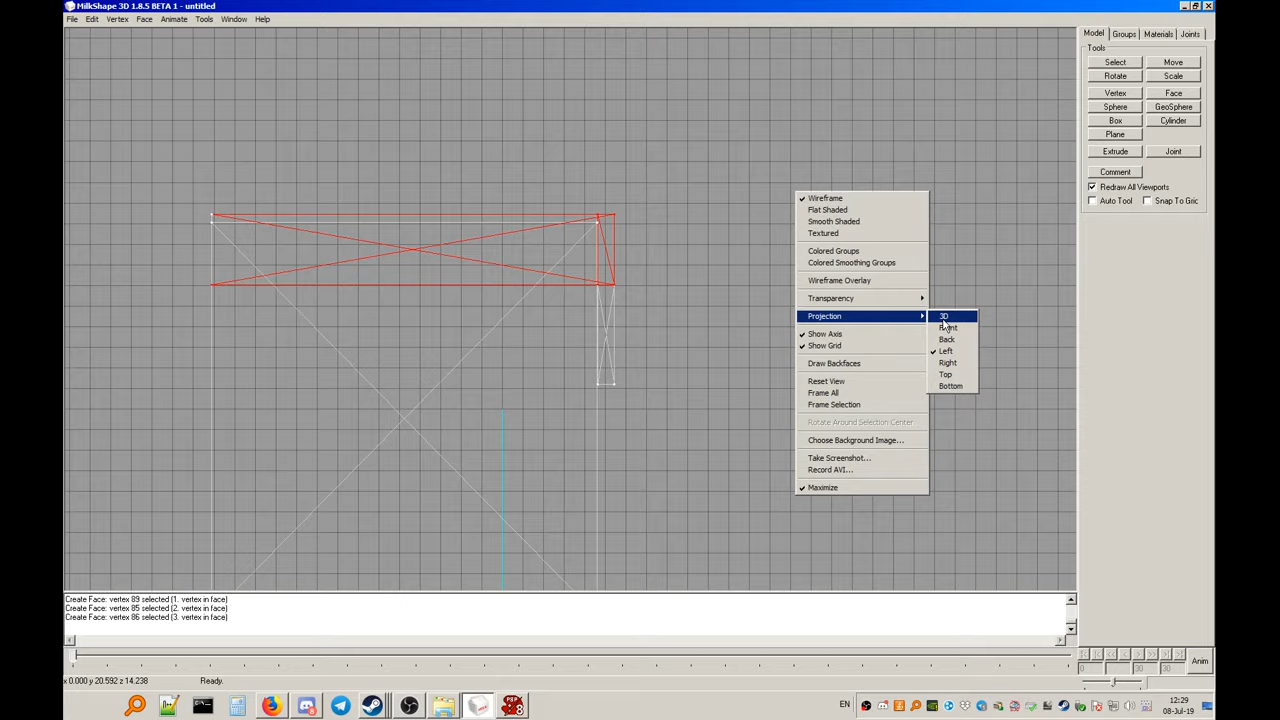 MilkShape 3D 1.8.5 BETA 1 - untitled
File Edit Vertex Face Animate Tools Window Help
Model Groups Materials Joints
Tools
Select Move
Rotate Scale
Vertex Face
Sphere GeoSphere
Box Cylinder
Plane
Extrude Joint
Comment
Redraw All Viewports
Auto Tool Snap To Gric
Wireframe
Flat Shaded
Smooth Shaded
Textured
Colored Groups
Colored Smoothing Groups
Wireframe Overlay
Transparency
Projection
Show Axis
Show Grid
Draw Backfaces
Reset View
Frame All
Frame Selection
Rotate Around Selection Center
Choose Background Image...
Take Screenshot...
Record AVI...
Maximize
3D
Front
Back
Left
Right
Top
Bottom
Create Face: vertex 89 selected (1. vertex in face)
Create Face: vertex 85 selected (2. vertex in face)
Create Face: vertex 86 selected (3. vertex in face)
0 30 30 Anim
x 0.000 y 20.592 z 14.238 Ready.
EN
12:29
08-Jul-19